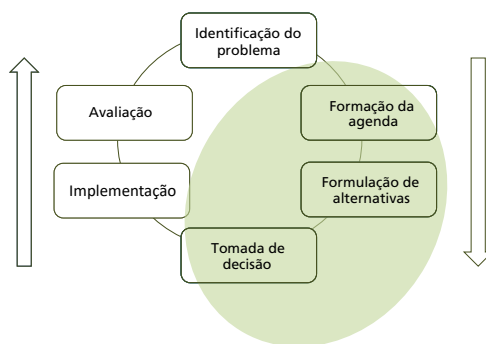 Identificação do
problema
Formação da
agenda
Formulação de
alternativas
Tomada de
decisão
Implementação
Avaliação